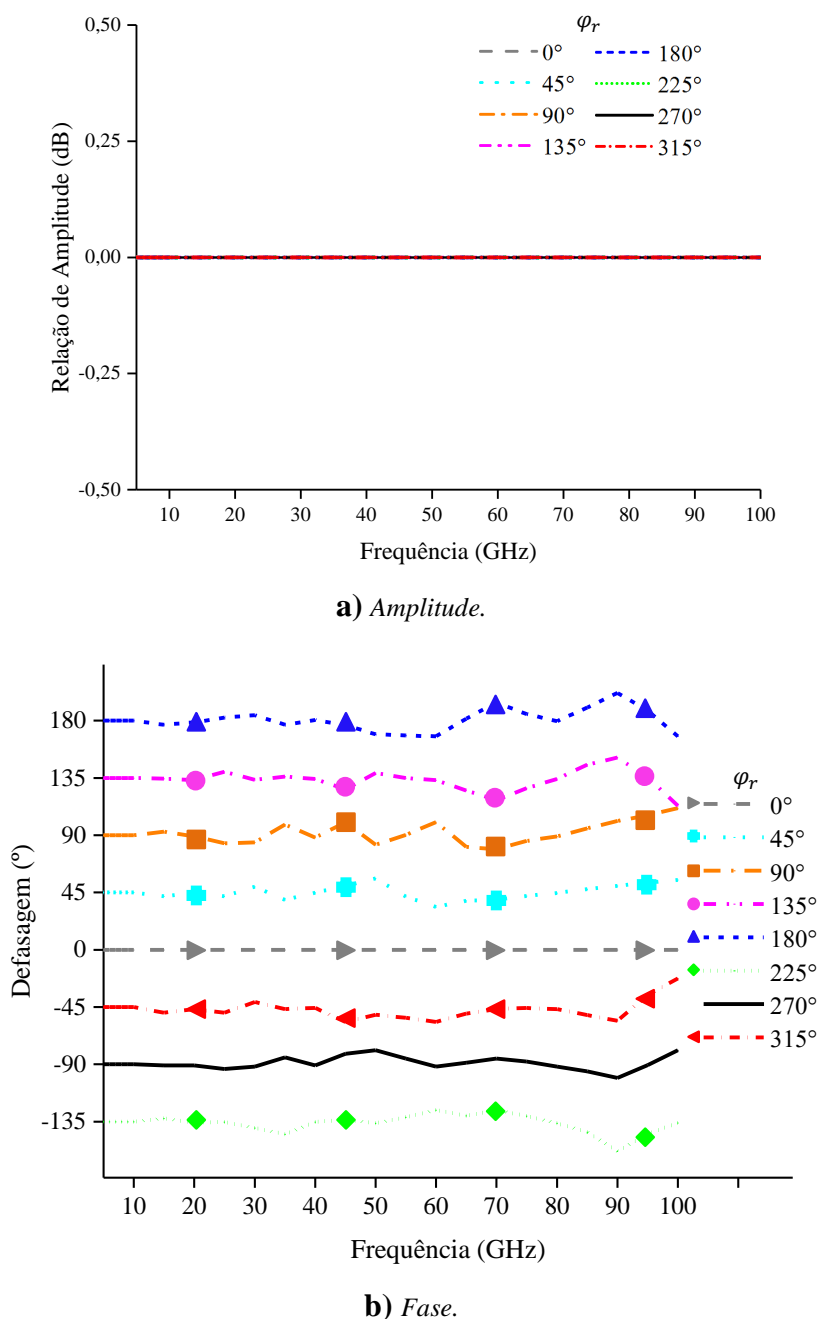 0,50
0,25
0,00
-0,25
-0,50
Relação de Amplitude (dB)
10 20 30 40 50 60 70 80 90 100
Frequência (GHz)
φr
0° 180°
45° 225°
90° 270°
135° 315°
a) Amplitude.
180
135
90
45
0
-45
-90
-135
Defasagem (º)
10 20 30 40 50 60 70 80 90 100
Frequência (GHz)
φr
0°
45°
90°
135°
180°
225°
270°
315°
b) Fase.